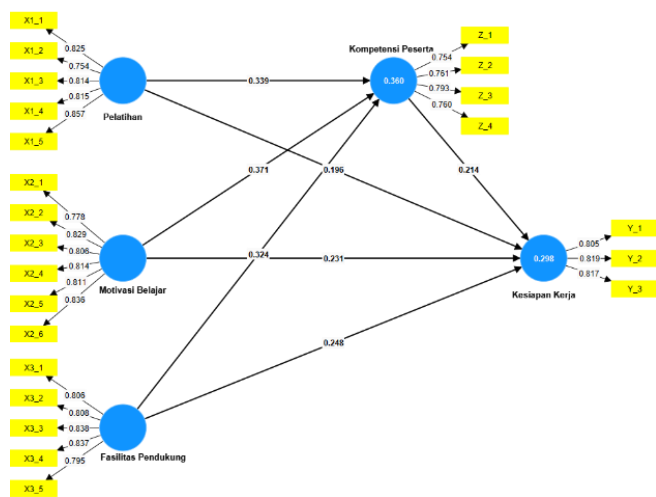 X1_1
X1_2
X1_3
X1_4
X1_5
0.825
0.754
0.814
0.815
0.857
Pelatihan
X2_1
X2_2
X2_3
X2_4
X2_5
X2_6
0.778
0.829
0.806
0.814
0.811
0.836
Motivasi Belajar
X3_1
X3_2
X3_3
X3_4
X3_5
0.806
0.808
0.838
0.837
0.795
Fasilitas Pendukung
0.339
0.371
0.324
0.196
0.231
0.248
0.214
Kompetensi Peserta
0.360
0.754
0.761
0.793
0.760
Z_1
Z_2
Z_3
Z_4
0.298
Kesiapan Kerja
0.805
0.819
0.817
Y_1
Y_2
Y_3